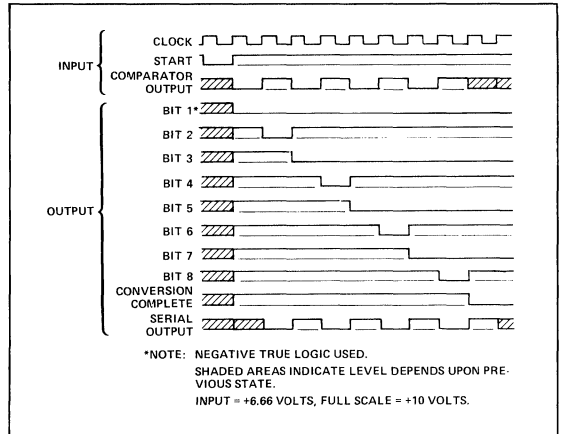 CLOCK
START
INPUT
COMPARATOR
OUTPUT
BIT 1*
BIT 2
BIT 3
BIT 4
OUTPUT
BIT 5
BIT 6
BIT 7
BIT 8
CONVERSION
COMPLETE
SERIAL
OUTPUT
*NOTE: NEGATIVE TRUE LOGIC USED.
SHADED AREAS INDICATE LEVEL DEPENDS UPON PRE-
VIOUS STATE.
INPUT = +6.66 VOLTS, FULL SCALE = +10 VOLTS.